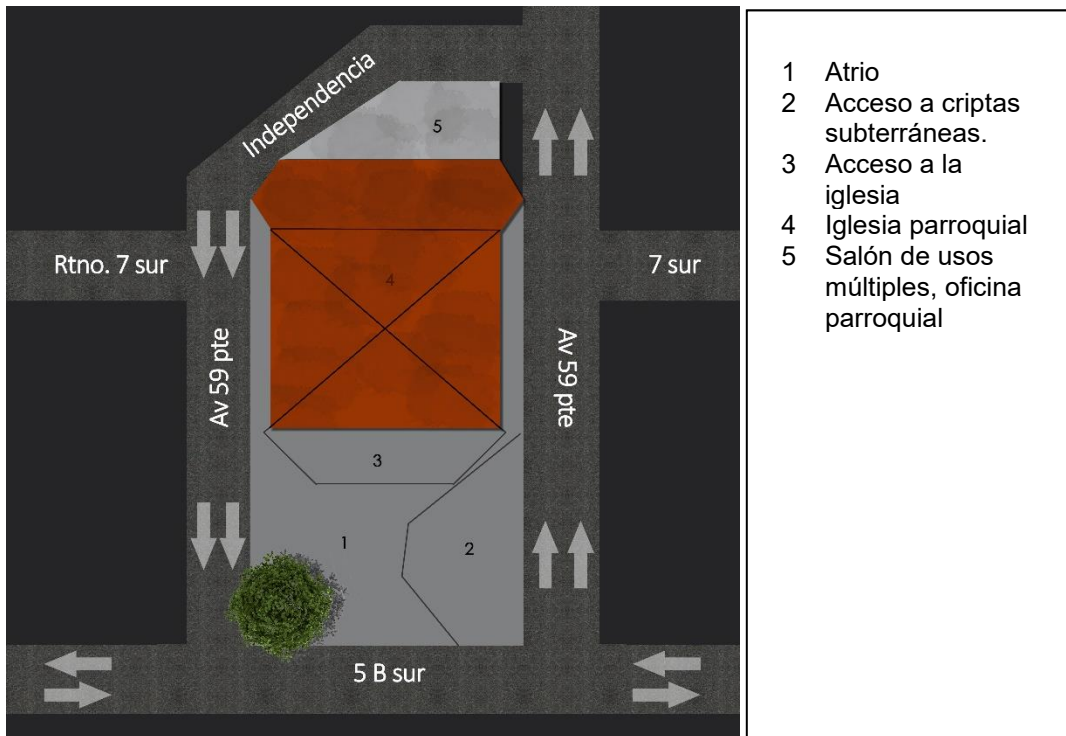 Independencia
5
Rtno. 7 sur
4
7 sur
Av 59 pte
Av 59 pte
3
1
2
5 B sur
1 Atrio
2 Acceso a criptas
subterráneas.
3 Acceso a la
iglesia
4 Iglesia parroquial
5 Salón de usos
múltiples, oficina
parroquial